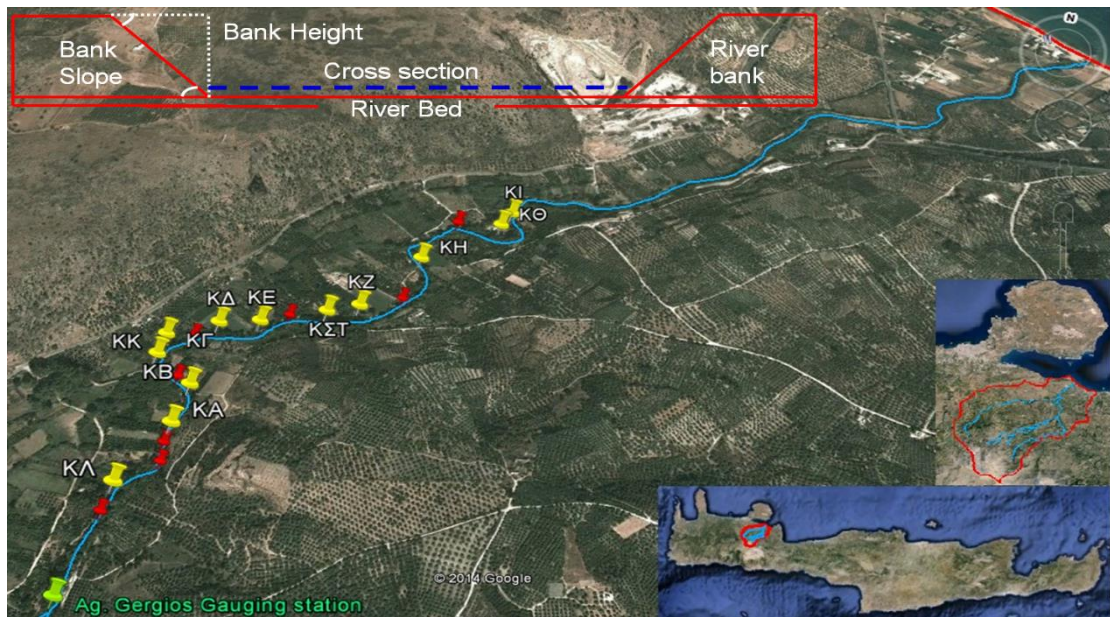 Bank
Slope
Bank Height
Cross section
River Bed
River
bank
N
ΚΙ
ΚΘ
ΚΗ
ΚΖ
ΚΔ
ΚΕ
ΚΣΤ
ΚΚ
ΚΓ
ΚΒ
ΚΑ
ΚΛ
© 2014 Google
Ag. Gergios Gauging station